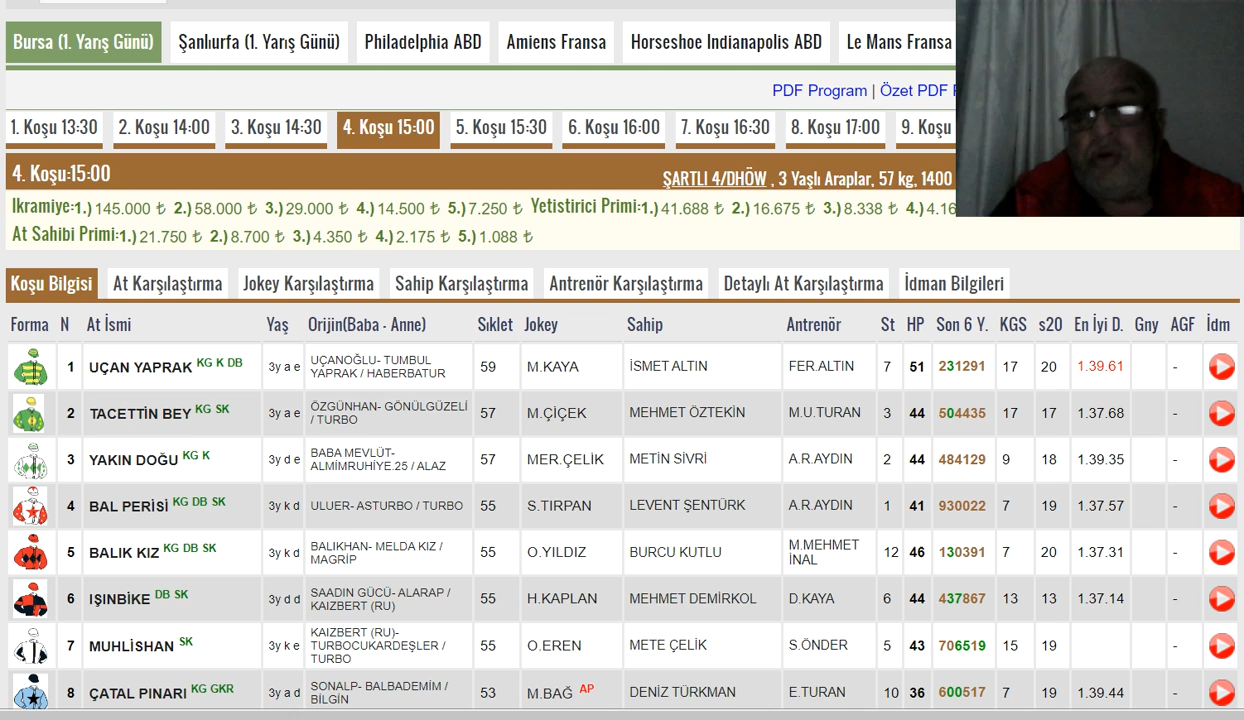 Bursa (1. Yarış Günü) Şanlıurfa (1. Yarış Günü) Philadelphia ABD Amiens Fransa Horseshoe Indianapolis ABD Le Mans Fransa
PDF Program | Özet PDF
1. Koşu 13:30 2. Koşu 14:00 3. Koşu 14:30 4. Koşu 15:00 5. Koşu 15:30 6. Koşu 16:00 7. Koşu 16:30 8. Koşu 17:00 9. Koşu
4. Koşu:15:00 ŞARTLI 4/DHÖW , 3 Yaşlı Araplar, 57 kg, 1400
İkramiye:1.) 145.000 ₺ 2.) 58.000 ₺ 3.) 29.000 ₺ 4.) 14.500 ₺ 5.) 7.250 ₺ Yetistirici Primi:1.) 41.688 ₺ 2.) 16.675 ₺ 3.) 8.338 ₺ 4.) 4.16
At Sahibi Primi:1.) 21.750 ₺ 2.) 8.700 ₺ 3.) 4.350 ₺ 4.) 2.175 ₺ 5.) 1.088 ₺
Koşu Bilgisi At Karşılaştırma Jokey Karşılaştırma Sahip Karşılaştırma Antrenör Karşılaştırma Detaylı At Karşılaştırma İdman Bilgileri
Forma N At İsmi Yaş Orijin(Baba - Anne) Sıklet Jokey Sahip Antrenör St HP Son 6 Y. KGS s20 En İyi D. Gny AGF İdm
1 UÇAN YAPRAK KG K DB 3y a e UÇANOĞLU- TUMBUL YAPRAK / HABERBATUR 59 M.KAYA İSMET ALTIN FER.ALTIN 7 51 231291 17 20 1.39.61 -
2 TACETTİN BEY KG SK 3y a e ÖZGÜNHAN- GÖNÜLGÜZELİ / TURBO 57 M.ÇİÇEK MEHMET ÖZTEKİN M.U.TURAN 3 44 504435 17 17 1.37.68 -
3 YAKIN DOĞU KG K 3y d e BABA MEVLÜT- ALMİMRUHİYE.25 / ALAZ 57 MER.ÇELİK METİN SİVRİ A.R.AYDIN 2 44 484129 9 18 1.39.35 -
4 BAL PERİSİ KG DB SK 3y k d ULUER- ASTURBO / TURBO 55 S.TIRPAN LEVENT ŞENTÜRK A.R.AYDIN 1 41 930022 7 19 1.37.57 -
5 BALIK KIZ KG DB SK 3y k d BALIKHAN- MELDA KIZ / MAGRİP 55 O.YILDIZ BURCU KUTLU M.MEHMET İNAL 12 46 130391 7 20 1.37.31 -
6 IŞINBİKE DB SK 3y d d SAADIN GÜCÜ- ALARAP / KAIZBERT (RU) 55 H.KAPLAN MEHMET DEMİRKOL D.KAYA 6 44 437867 13 13 1.37.14 -
7 MUHLİSHAN SK 3y k e KAIZBERT (RU)- TURBOCUKARDEŞLER / TURBO 55 O.EREN METE ÇELİK S.ÖNDER 5 43 706519 15 19 -
8 ÇATAL PINARI KG GKR 3y a d SONALP- BALBADEMİM / BİLGİN 53 M.BAĞ AP DENİZ TÜRKMAN E.TURAN 10 36 600517 7 19 1.39.44 -